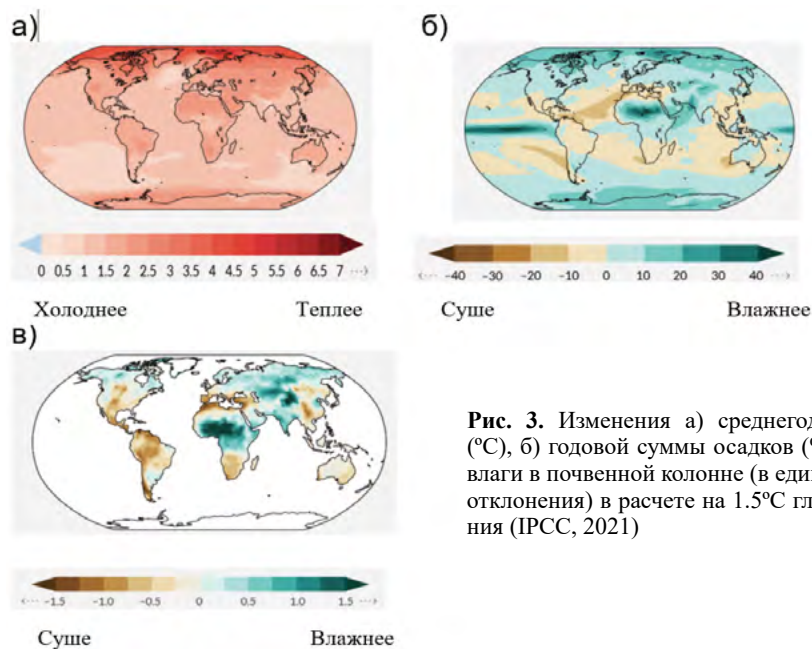 а)
б)
0 0.5 1 1.5 2 2.5 3 3.5 4 4.5 5 5.5 6 6.5 7 ···>
<··· −40 −30 −20 −10 0 10 20 30 40 ···>
Холоднее Теплее
Суше Влажнее
в)
Рис. 3. Изменения а) среднегод
(ºС), б) годовой суммы осадков (
влаги в почвенной колонне (в един
отклонения) в расчете на 1.5ºС гл
ния (IPCC, 2021)
<··· −1.5 −1.0 −0.5 0 0.5 1.0 1.5 ···>
Суше Влажнее